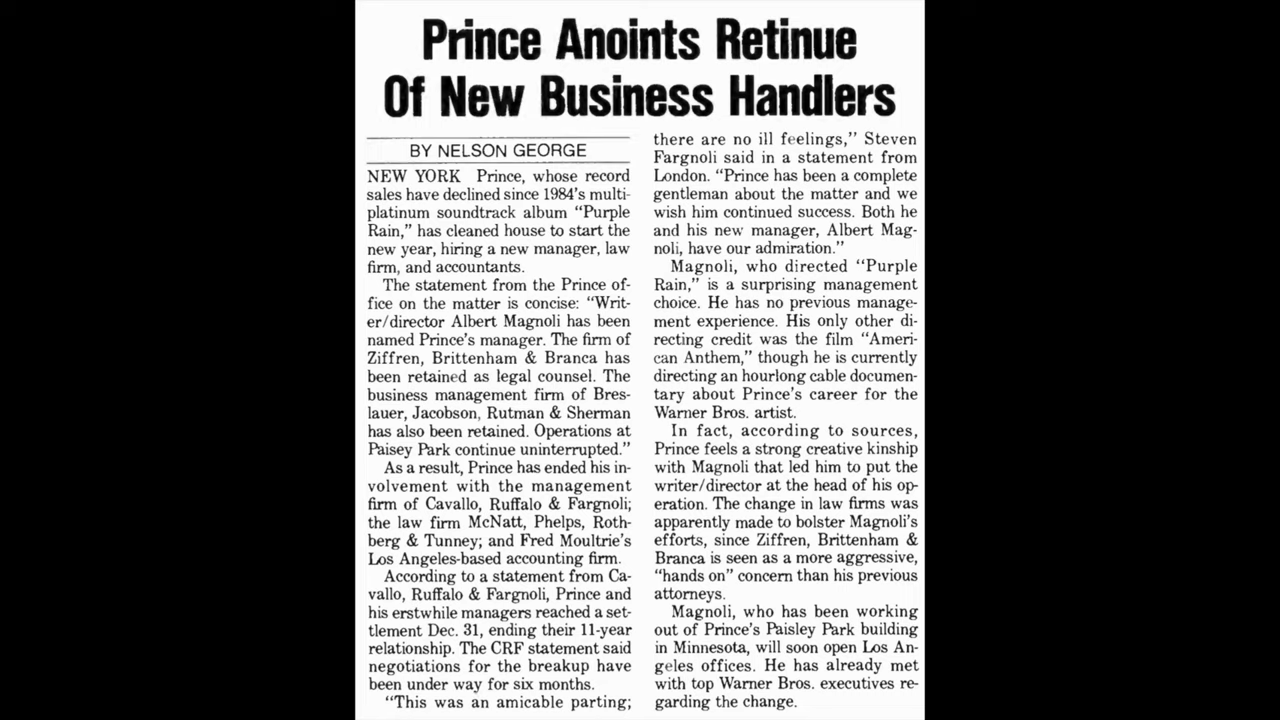 Prince Anoints Retinue
Of New Business Handlers
BY NELSON GEORGE
NEW YORK Prince, whose record
sales have declined since 1984's multi-
platinum soundtrack album “Purple
Rain,” has cleaned house to start the
new year, hiring a new manager, law
firm, and accountants.
The statement from the Prince of-
fice on the matter is concise: “Writ-
er/director Albert Magnoli has been
named Prince's manager. The firm of
Ziffren, Brittenham & Branca has
been retained as legal counsel. The
business management firm of Bres-
lauer, Jacobson, Rutman & Sherman
has also been retained. Operations at
Paisey Park continue uninterrupted.”
As a result, Prince has ended his in-
volvement with the management
firm of Cavallo, Ruffalo & Fargnoli;
the law firm McNatt, Phelps, Roth-
berg & Tunney; and Fred Moultrie's
Los Angeles-based accounting firm.
According to a statement from Ca-
vallo, Ruffalo & Fargnoli, Prince and
his erstwhile managers reached a set-
tlement Dec. 31, ending their 11-year
relationship. The CRF statement said
negotiations for the breakup have
been under way for six months.
“This was an amicable parting;
there are no ill feelings,” Steven
Fargnoli said in a statement from
London. “Prince has been a complete
gentleman about the matter and we
wish him continued success. Both he
and his new manager, Albert Mag-
noli, have our admiration.”
Magnoli, who directed “Purple
Rain,” is a surprising management
choice. He has no previous manage-
ment experience. His only other di-
recting credit was the film “Ameri-
can Anthem,” though he is currently
directing an hourlong cable documen-
tary about Prince's career for the
Warner Bros. artist.
In fact, according to sources,
Prince feels a strong creative kinship
with Magnoli that led him to put the
writer/director at the head of his op-
eration. The change in law firms was
apparently made to bolster Magnoli's
efforts, since Ziffren, Brittenham &
Branca is seen as a more aggressive,
“hands on” concern than his previous
attorneys.
Magnoli, who has been working
out of Prince's Paisley Park building
in Minnesota, will soon open Los An-
geles offices. He has already met
with top Warner Bros. executives re-
garding the change.